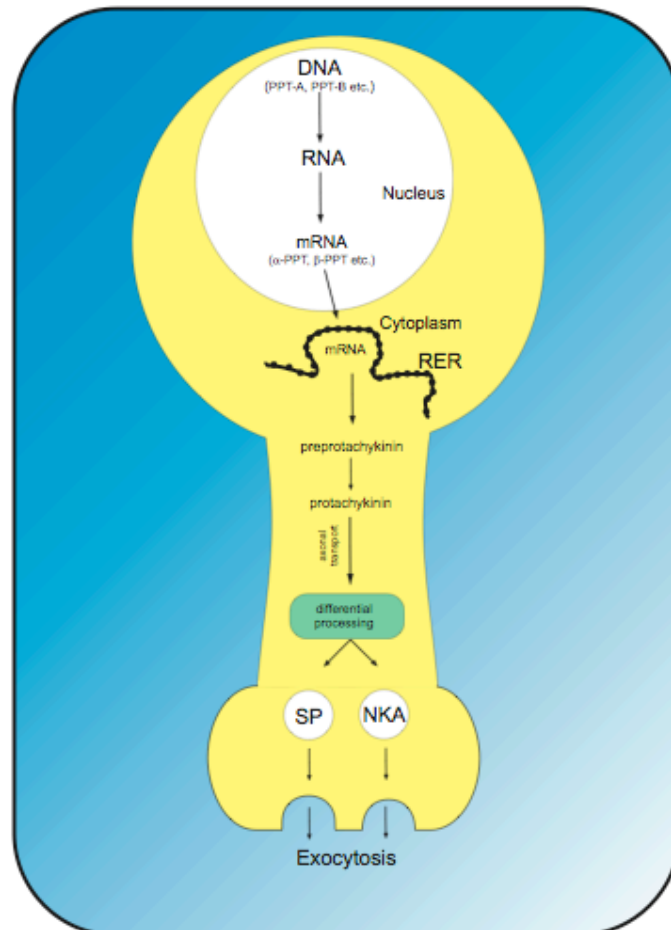 DNA
(PPT-A, PPT-B etc.)
RNA
Nucleus
mRNA
(α-PPT, β-PPT etc.)
Cytoplasm
mRNA
RER
preprotachykinin
protachykinin
axonal
transport
differential
processing
SP
NKA
Exocytosis